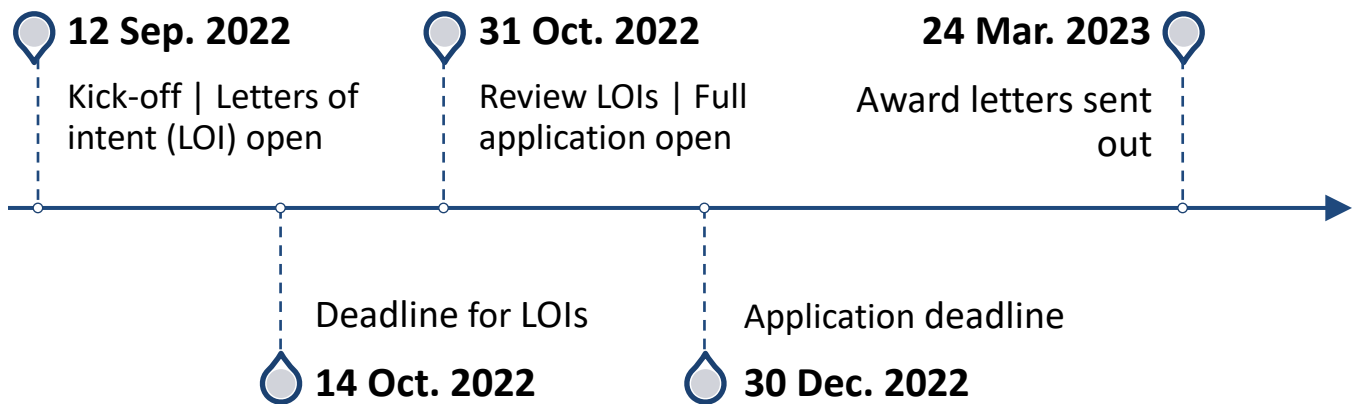 12 Sep. 2022
Kick-off | Letters of
intent (LOI) open
31 Oct. 2022
Review LOIs | Full
application open
24 Mar. 2023
Award letters sent
out
Deadline for LOIs
14 Oct. 2022
Application deadline
30 Dec. 2022